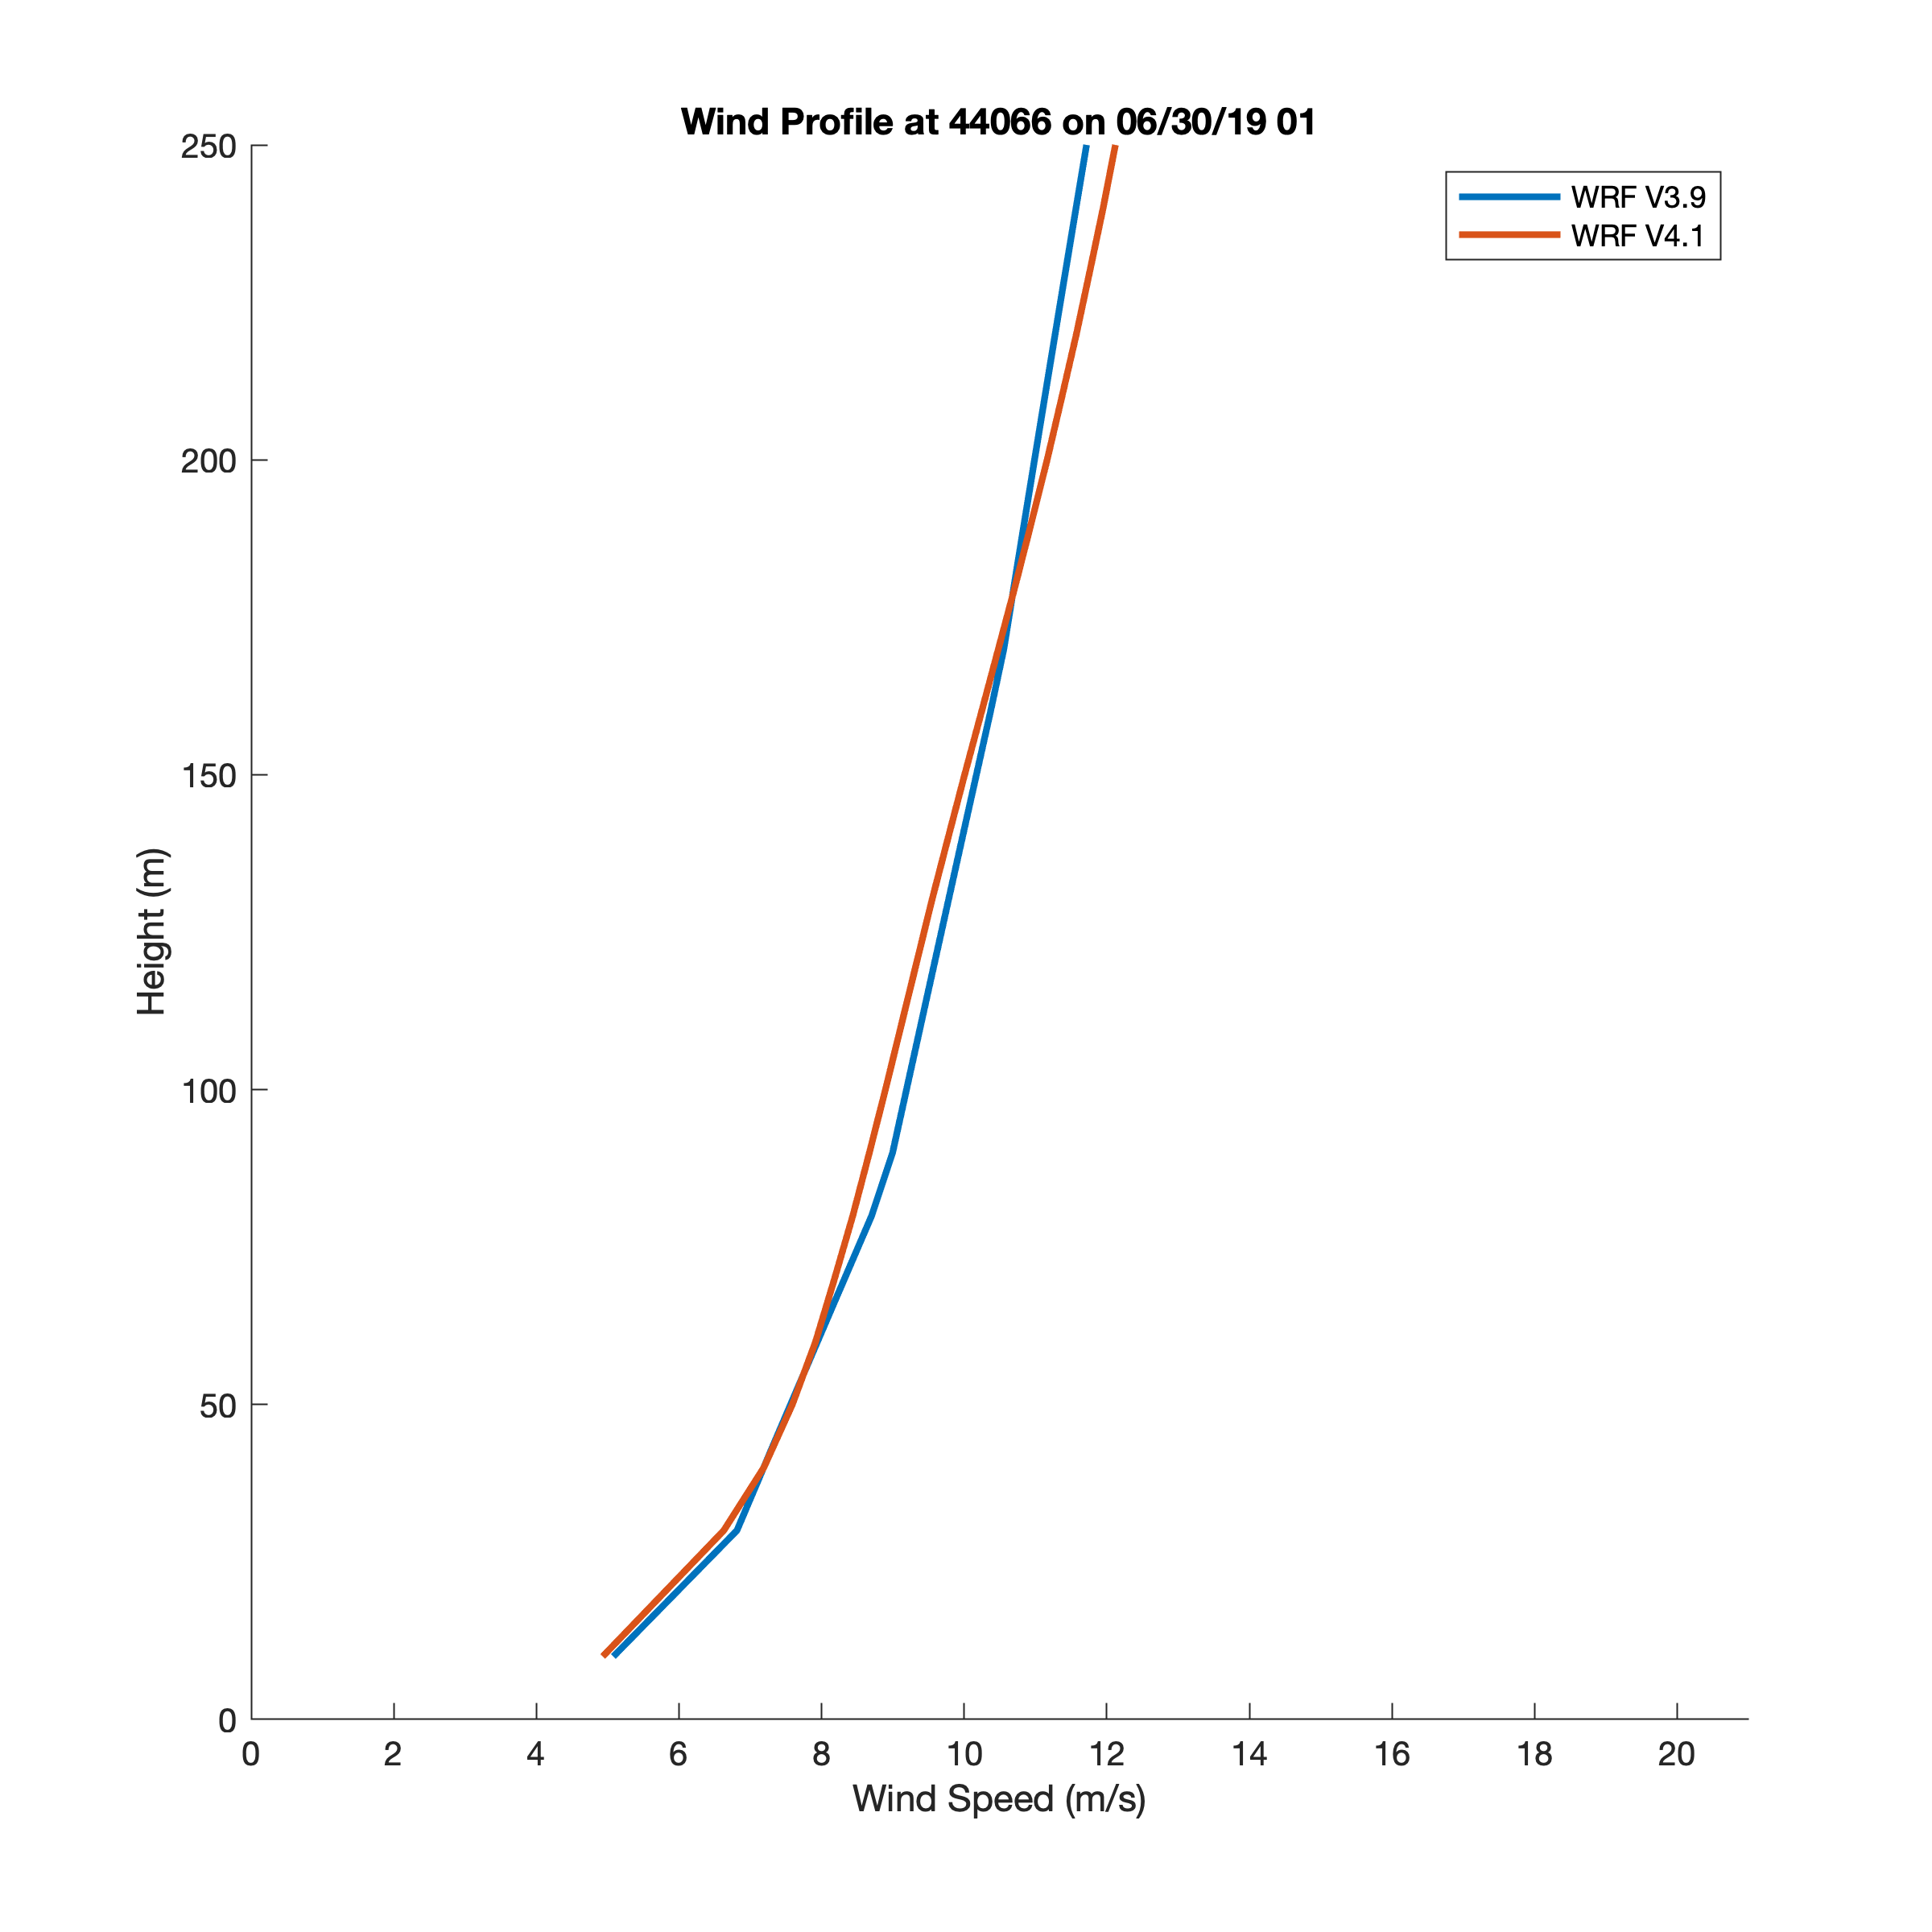 Wind Profile at 44066 on 06/30/19 01
WRF V3.9
WRF V4.1
250
200
150
100
50
0
Height (m)
0 2 4 6 8 10 12 14 16 18 20
Wind Speed (m/s)